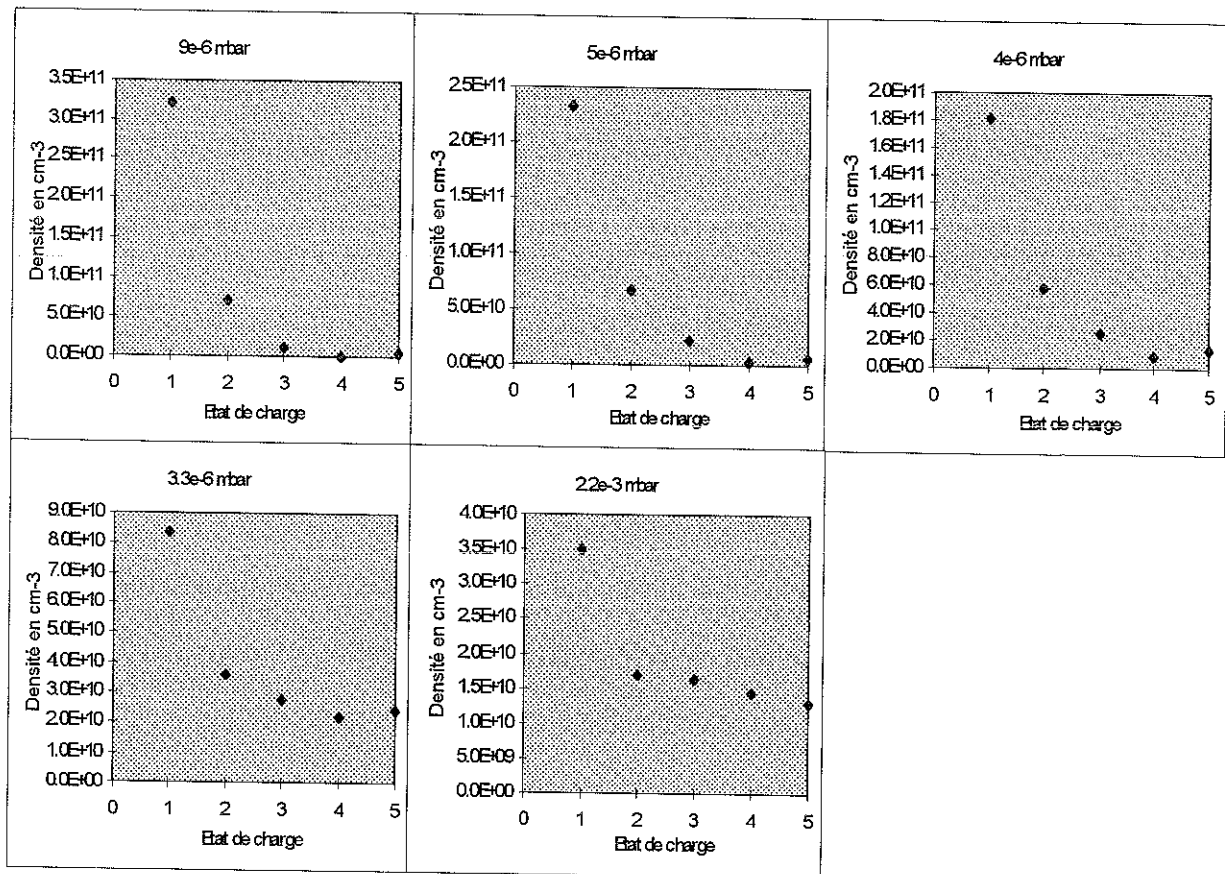 9e-6 mbar
Densité en cm-3
3.5E+11
3.0E+11
2.5E+11
2.0E+11
1.5E+11
1.0E+11
5.0E+10
0.0E+00
0 1 2 3 4 5
Etat de charge
5e-6 mbar
Densité en cm-3
2.5E+11
2.0E+11
1.5E+11
1.0E+11
5.0E+10
0.0E+00
0 1 2 3 4 5
Etat de charge
4e-6 mbar
Densité en cm-3
2.0E+11
1.8E+11
1.6E+11
1.4E+11
1.2E+11
1.0E+11
8.0E+10
6.0E+10
4.0E+10
2.0E+10
0.0E+00
0 1 2 3 4 5
Etat de charge
3.3e-6 mbar
Densité en cm-3
9.0E+10
8.0E+10
7.0E+10
6.0E+10
5.0E+10
4.0E+10
3.0E+10
2.0E+10
1.0E+10
0.0E+00
0 1 2 3 4 5
Etat de charge
2.2e-3 mbar
Densité en cm-3
4.0E+10
3.5E+10
3.0E+10
2.5E+10
2.0E+10
1.5E+10
1.0E+10
5.0E+09
0.0E+00
0 1 2 3 4 5
Etat de charge